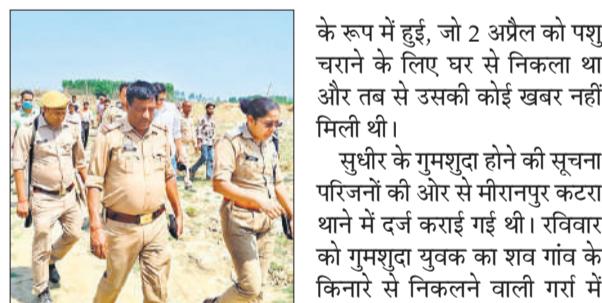 के रूप में हुई, जो 2 अप्रैल को पशु
चराने के लिए घर से निकला था
और तब से उसकी कोई खबर नहीं
मिली थी।
सुधीर के गुमशुदा होने की सूचना
परिजनों की ओर से मीरानपुर कटरा
थाने में दर्ज कराई गई थी। रविवार
को गुमशुदा युवक का शव गांव के
किनारे से निकलने वाली गर्रा में